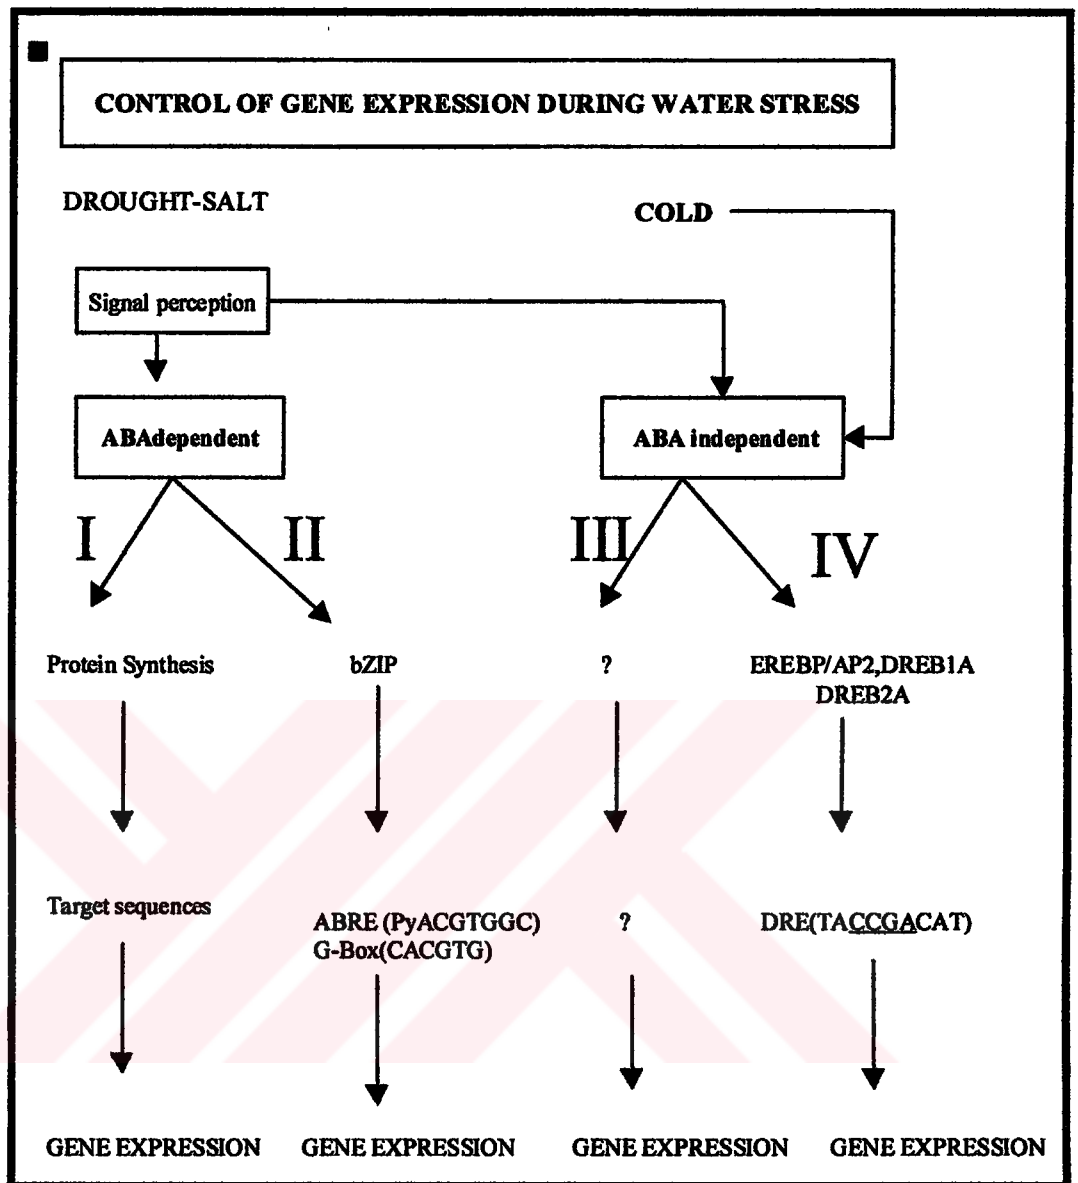 CONTROL OF GENE EXPRESSION DURING WATER STRESS
DROUGHT-SALT
COLD
Signal perception
ABAdependent
ABA independent
I
II
III
IV
Protein Synthesis
bZIP
?
EREBP/AP2,DREB1A
DREB2A
Target sequences
ABRE (PyACGTGGC)
G-Box(CACGTG)
?
DRE(TACCGACAT)
GENE EXPRESSION
GENE EXPRESSION
GENE EXPRESSION
GENE EXPRESSION